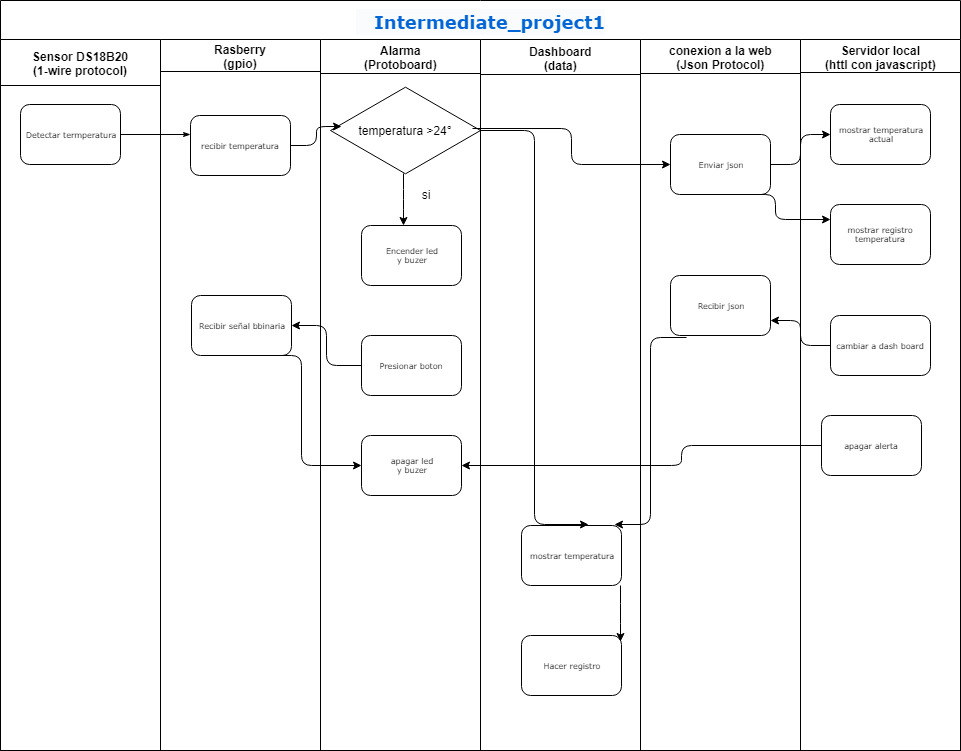 Intermediate_project1
Sensor DS18B20
(1-wire protocol)
Rasberry
(gpio)
Alarma
(Protoboard)
Dashboard
(data)
conexion a la web
(Json Protocol)
Servidor local
(httl con javascript)
Detectar termperatura
recibir temperatura
temperatura >24°
si
Encender led
y buzer
Enviar json
mostrar temperatura
actual
mostrar registro
temperatura
Recibir señal bbinaria
Presionar boton
Recibir json
cambiar a dash board
apagar led
y buzer
apagar alerta
mostrar temperatura
Hacer registro